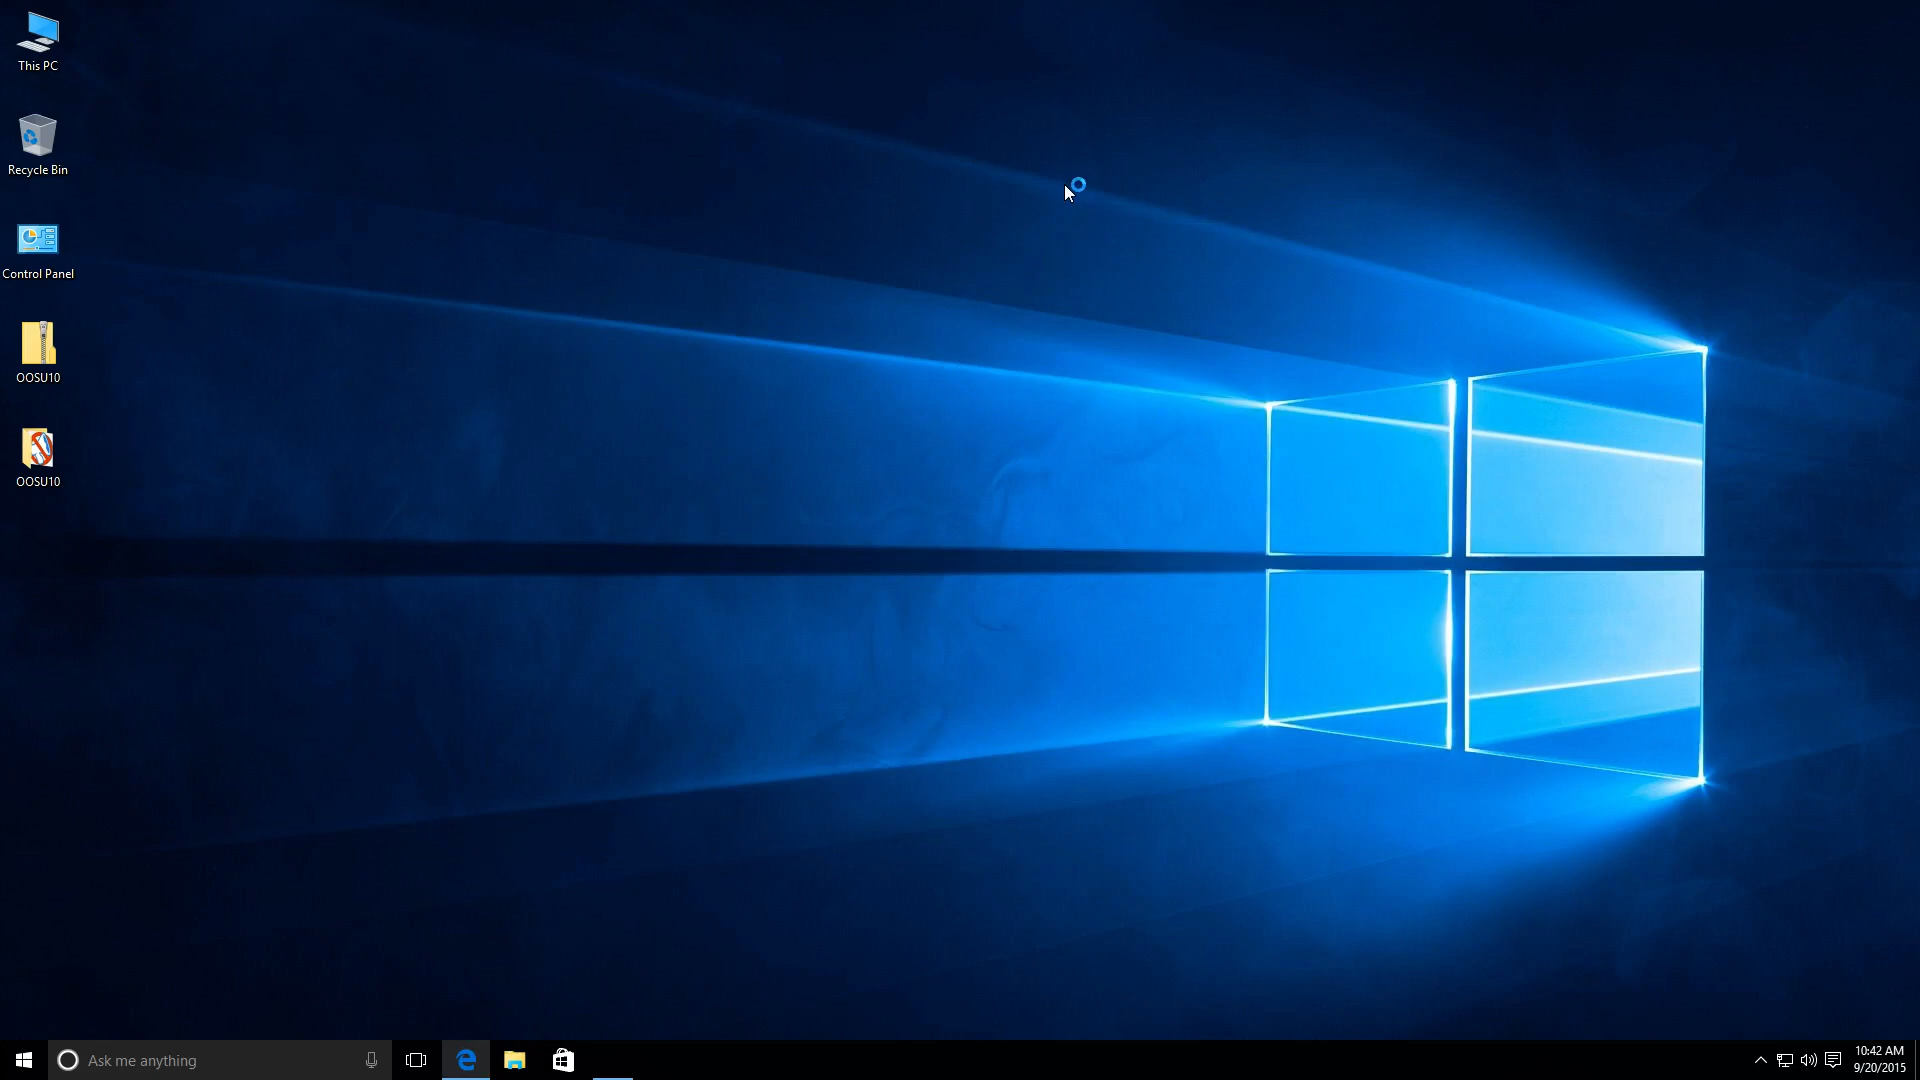 This PC
Recycle Bin
Control Panel
OOSU10
OOSU10
Ask me anything
10:42 AM
9/20/2015